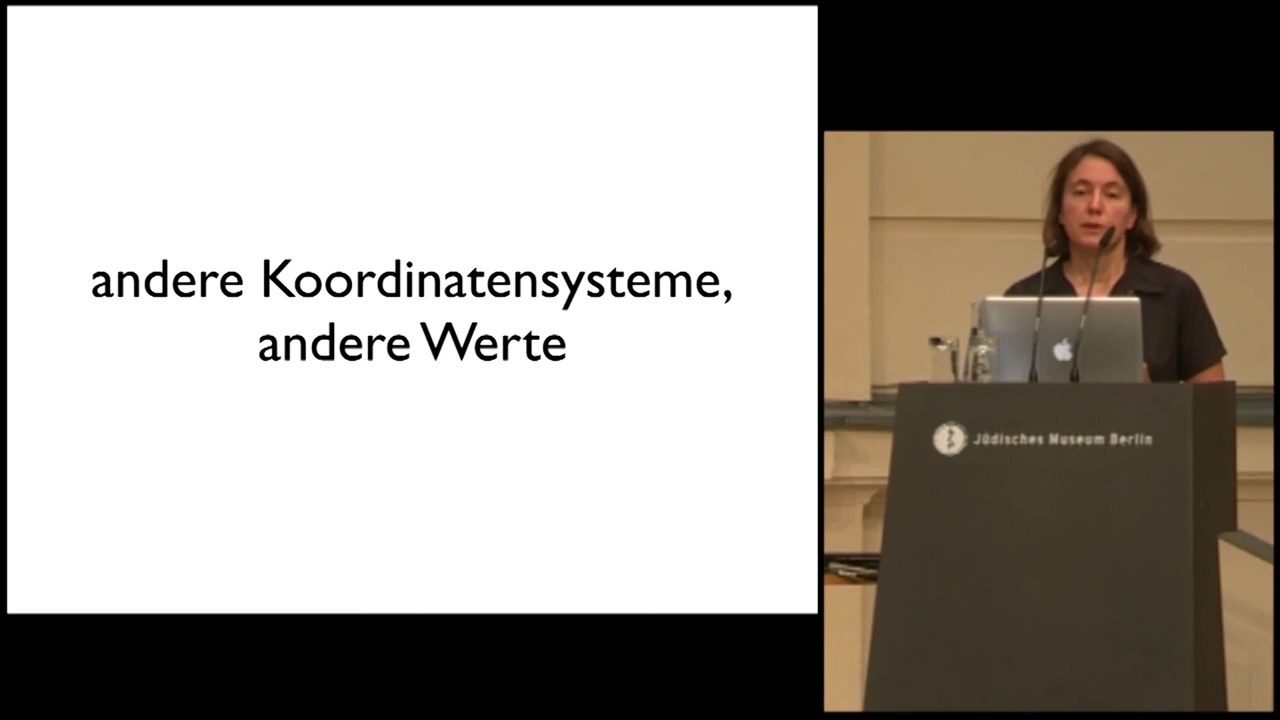 andere Koordinatensysteme,
andere Werte
Jüdisches Museum Berlin